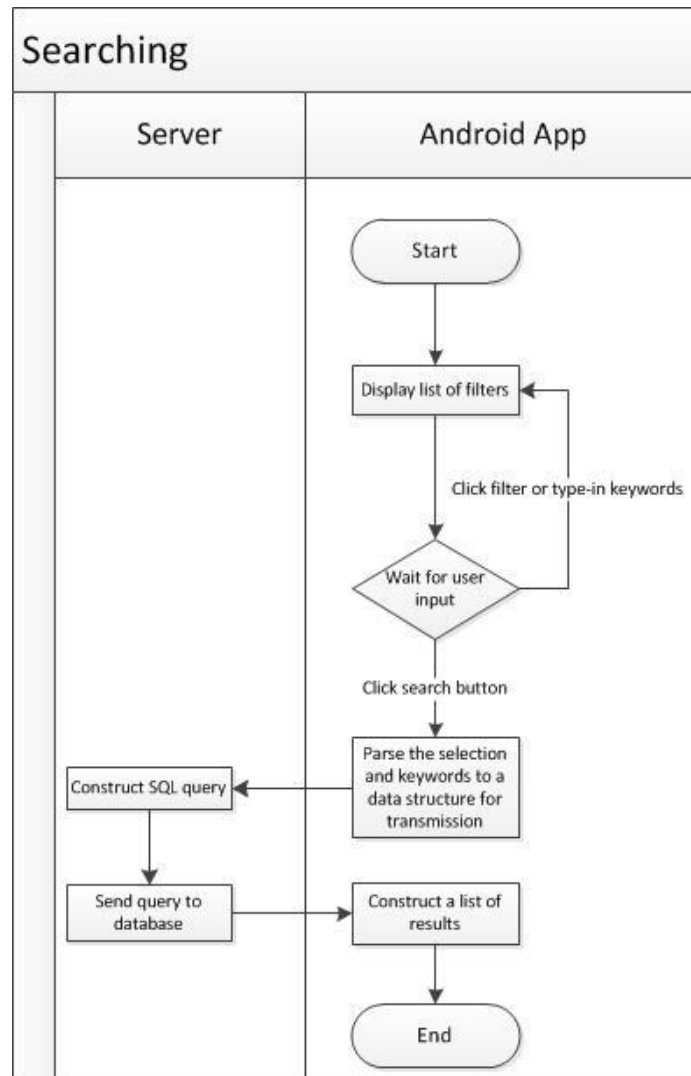 Searching
Server
Android App
Start
Display list of filters
Click filter or type-in keywords
Wait for user
input
Click search button
Parse the selection
and keywords to a
data structure for
transmission
Construct SQL query
Send query to
database
Construct a list of
results
End